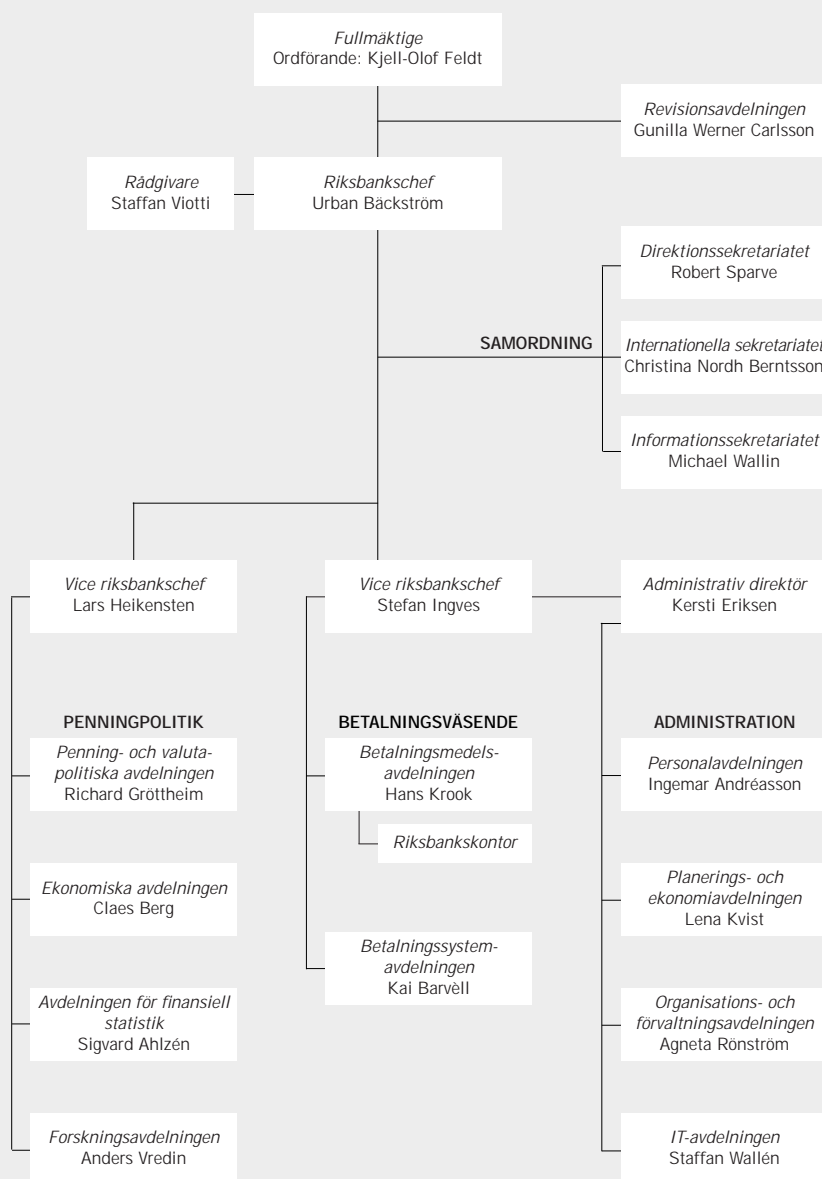 Fullmäktige
Ordförande: Kjell-Olof Feldt
Revisionsavdelningen
Gunilla Werner Carlsson
Rådgivare
Staffan Viotti
Riksbankschef
Urban Bäckström
Direktionssekretariatet
Robert Sparve
SAMORDNING
Internationella sekretariatet
Christina Nordh Berntsson
Informationssekretariatet
Michael Wallin
Vice riksbankschef
Lars Heikensten
Vice riksbankschef
Stefan Ingves
Administrativ direktör
Kersti Eriksen
PENNINGPOLITIK
Penning- och valuta-
politiska avdelningen
Richard Gröttheim
Ekonomiska avdelningen
Claes Berg
Avdelningen för finansiell
statistik
Sigvard Ahlzén
Forskningsavdelningen
Anders Vredin
BETALNINGSVÄSENDE
Betalningsmedels-
avdelningen
Hans Krook
Riksbankskontor
Betalningssystem-
avdelningen
Kai Barvèll
ADMINISTRATION
Personalavdelningen
Ingemar Andréasson
Planerings- och
ekonomiavdelningen
Lena Kvist
Organisations- och
förvaltningsavdelningen
Agneta Rönström
IT-avdelningen
Staffan Wallén